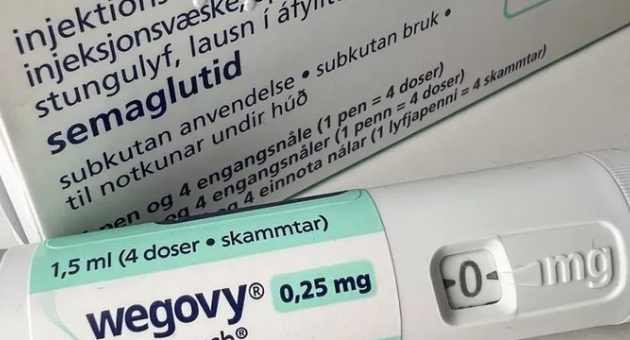 injektions
injeksjonsvæske,
stungulyf, lausn í áfyllt
semaglutid
subkutan anvendelse • subkutan bruk •
til notkunar undir húð
pen og 4 engangsnåle (1 pen = 4 doser)
og 4 engangsnåler (1 penn = 4 doser)
og 4 einnota nálar (1 lyfjapenni = 4 skammtar)
1,5 ml (4 doser • skammtar)
wegovy® 0,25 mg
0 mg